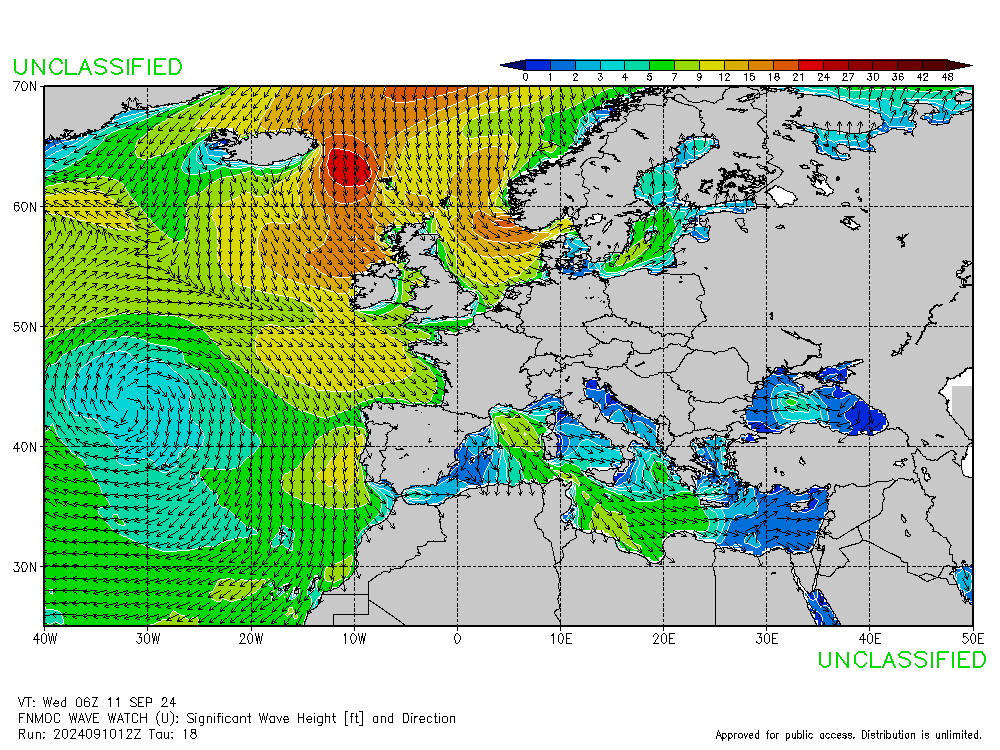 UNCLASSIFIED
0 1 2 3 4 5 7 9 12 15 18 21 24 27 30 36 42 48
70N
60N
50N
40N
30N
40W 30W 20W 10W 0 10E 20E 30E 40E 50E
UNCLASSIFIED
VT: Wed 06Z 11 SEP 24
FNMOC WAVE WATCH (U): Significant Wave Height [ft] and Direction
Run: 2024091012Z Tau: 18
Approved for public access. Distribution is unlimited.